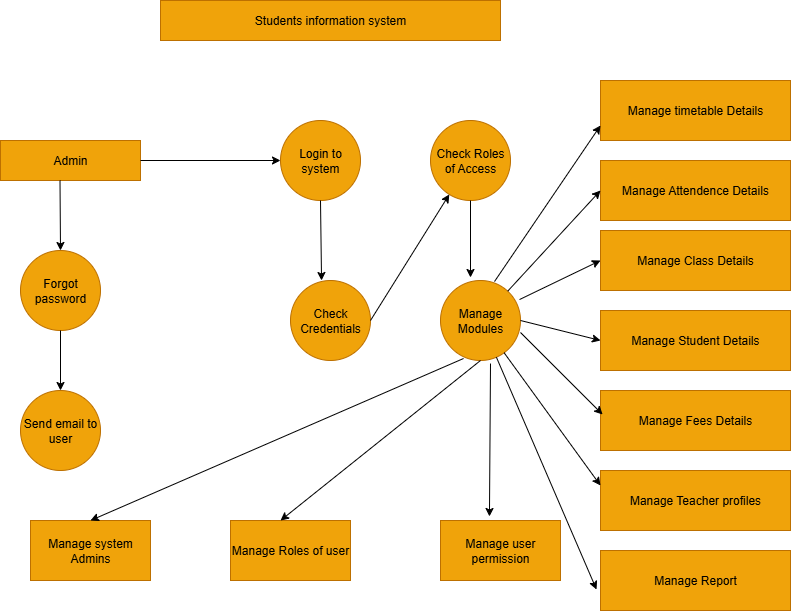 Students information system
Admin
Login to
system
Check Roles
of Access
Manage timetable Details
Manage Attendence Details
Manage Class Details
Forgot
password
Check
Credentials
Manage
Modules
Manage Student Details
Send email to
user
Manage Fees Details
Manage Teacher profiles
Manage system
Admins
Manage Roles of user
Manage user
permission
Manage Report